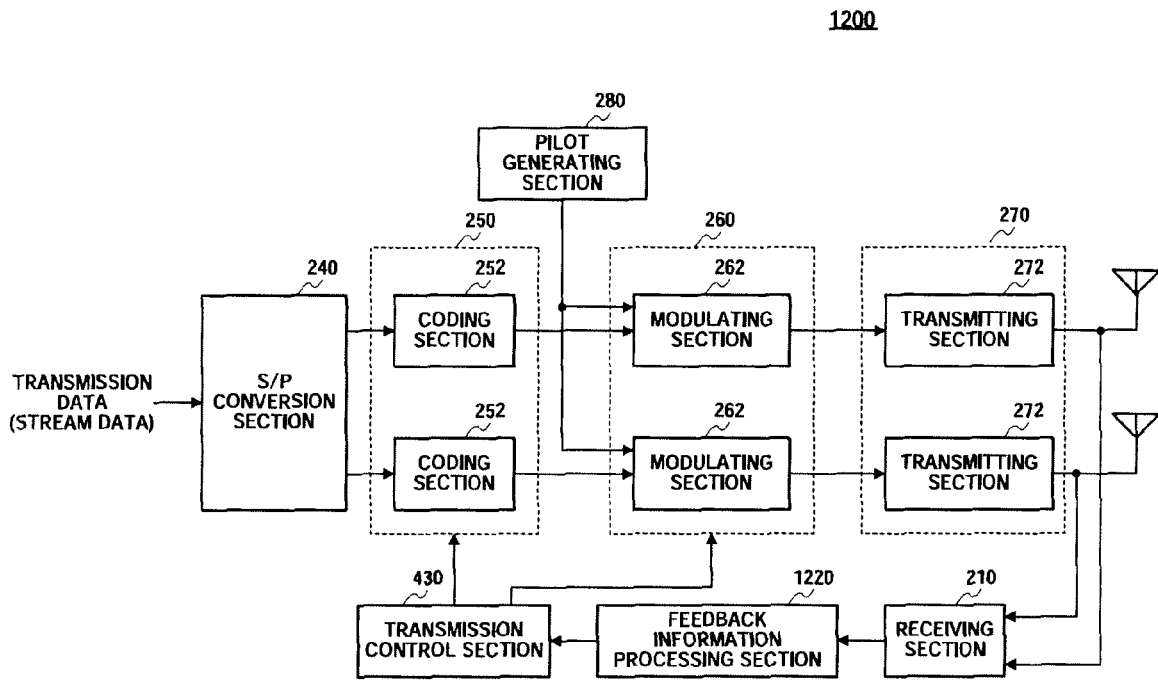 1200
280
PILOT
GENERATING
SECTION
250
260
270
240
252
262
272
S/P
CONVERSION
SECTION
CODING
SECTION
MODULATING
SECTION
TRANSMITTING
SECTION
TRANSMISSION
DATA
(STREAM DATA)
252
262
272
CODING
SECTION
MODULATING
SECTION
TRANSMITTING
SECTION
430
1220
210
TRANSMISSION
CONTROL SECTION
FEEDBACK
INFORMATION
PROCESSING SECTION
RECEIVING
SECTION